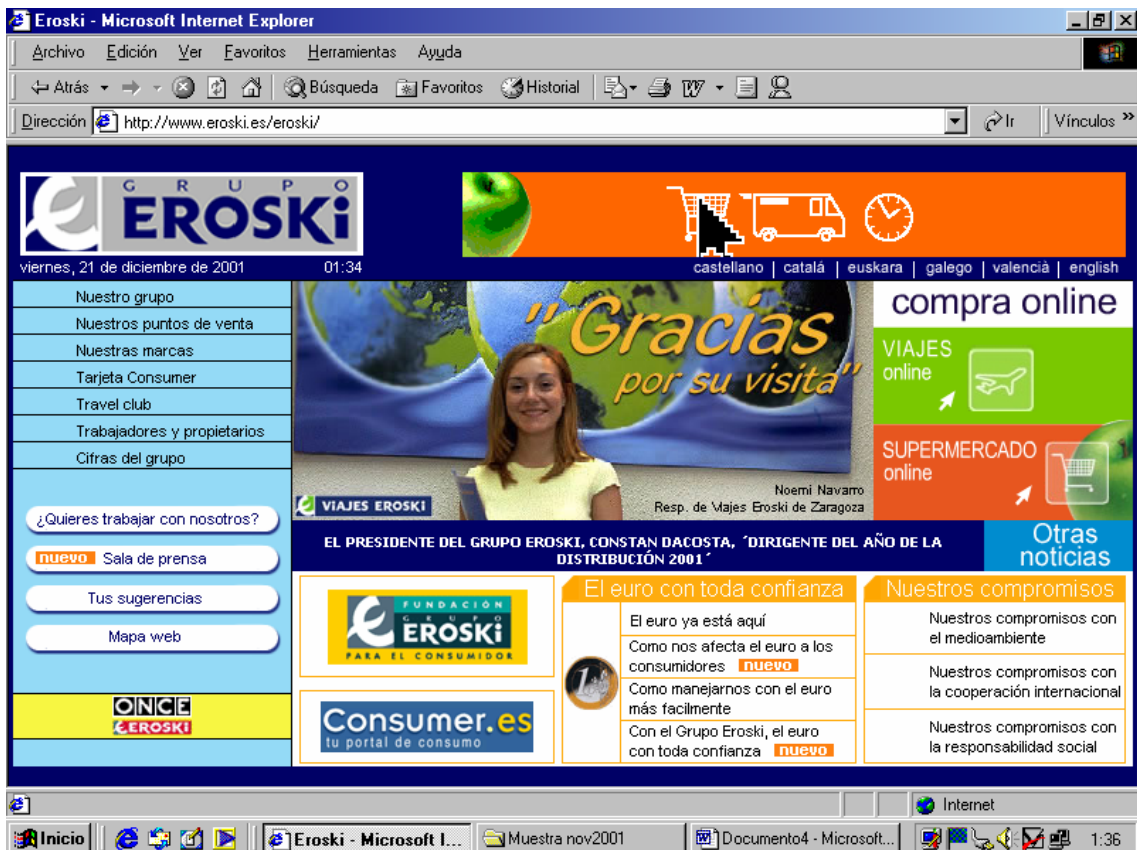 Eroski - Microsoft Internet Explorer
Archivo Edición Ver Favoritos Herramientas Ayuda
Atrás Búsqueda Favoritos Historial
Dirección http://www.eroski.es/eroski/ Ir Vínculos »
GRUPO
EROSKi
viernes, 21 de diciembre de 2001 01:34
castellano | catalá | euskara | galego | valencià | english
Nuestro grupo
Nuestros puntos de venta
Nuestras marcas
Tarjeta Consumer
Travel club
Trabajadores y propietarios
Cifras del grupo
¿Quieres trabajar con nosotros?
nuevo Sala de prensa
Tus sugerencias
Mapa web
ONCE
EROSKI
"Gracias
por su visita"
Noemi Navarro
Resp. de Viajes Eroski de Zaragoza
VIAJES EROSKI
compra online
VIAJES
online
SUPERMERCADO
online
EL PRESIDENTE DEL GRUPO EROSKI, CONSTAN DACOSTA, ´DIRIGENTE DEL AÑO DE LA
DISTRIBUCIÓN 2001´
Otras
noticias
FUNDACIÓN
GRUPO
EROSKi
PARA EL CONSUMIDOR
Consumer.es
tu portal de consumo
El euro con toda confianza
El euro ya está aquí
Como nos afecta el euro a los
consumidores nuevo
Como manejarnos con el euro
más facilmente
Con el Grupo Eroski, el euro
con toda confianza nuevo
Nuestros compromisos
Nuestros compromisos con
el medioambiente
Nuestros compromisos con
la cooperación internacional
Nuestros compromisos con
la responsabilidad social
Internet
Inicio Eroski - Microsoft I... Muestra nov2001 Documento4 - Microsoft... 1:36